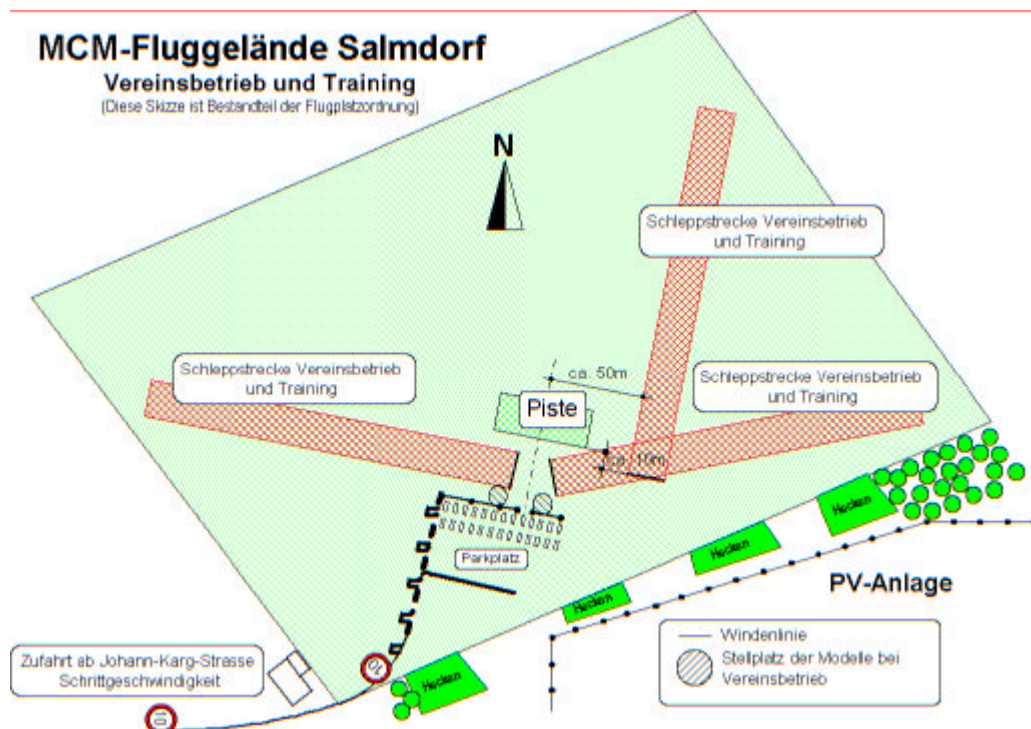 MCM-Fluggelände Salmdorf
Vereinsbetrieb und Training
(Diese Skizze ist Bestandteil der Flugplatzordnung)
N
Schleppstrecke Vereinsbetrieb
und Training
Schleppstrecke Vereinsbetrieb
und Training
ca. 50m
Schleppstrecke Vereinsbetrieb
und Training
Piste
ca. 10m
Parkplatz
Hecken
Hecken
Hecken
Hecken
PV-Anlage
Windenlinie
Stellplatz der Modelle bei
Vereinsbetrieb
Zufahrt ab Johann-Karg-Strasse
Schrittgeschwindigkeit
10
10